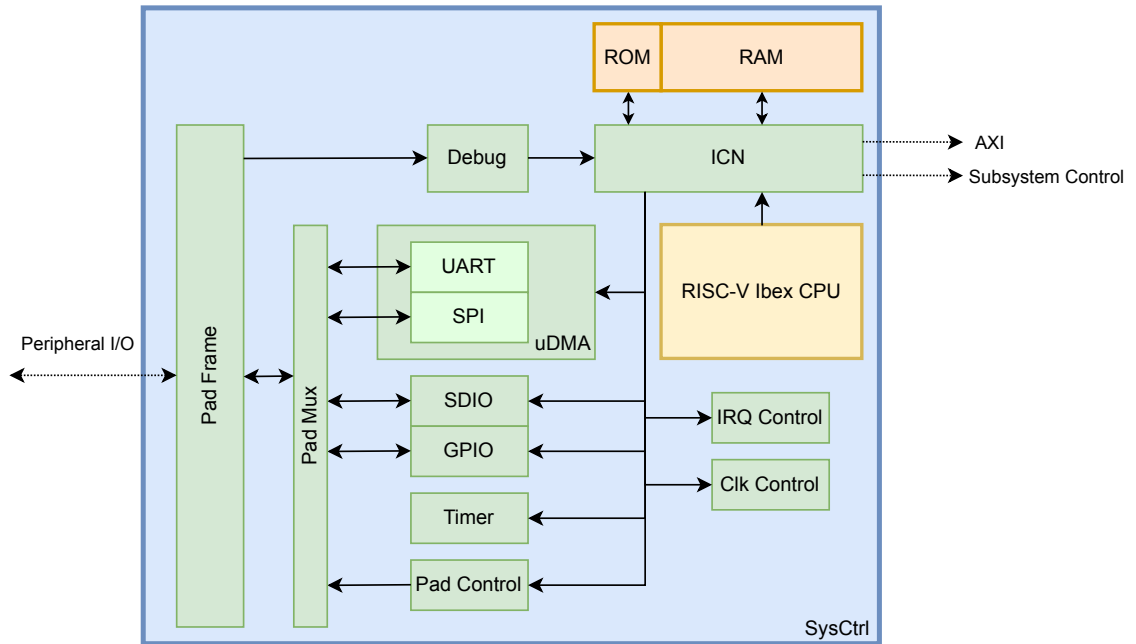 ROM
RAM
Debug
ICN
AXI
Subsystem Control
UART
SPI
uDMA
RISC-V Ibex CPU
Peripheral I/O
Pad Frame
Pad Mux
SDIO
GPIO
IRQ Control
Clk Control
Timer
Pad Control
SysCtrl